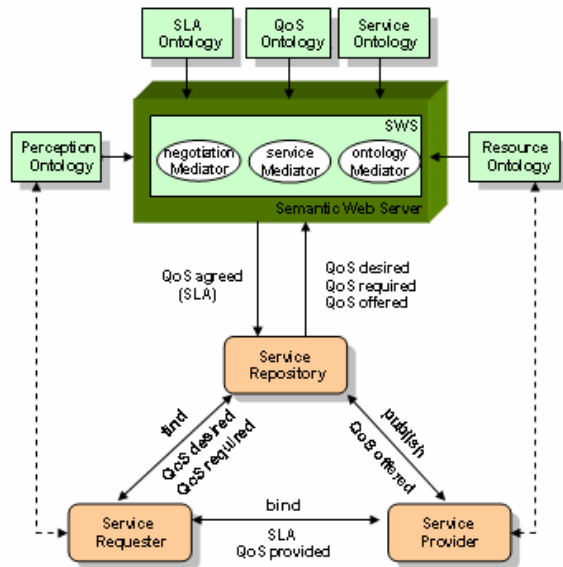 SLA
Ontology
QoS
Ontology
Service
Ontology
SWS
Perception
Ontology
negotiation
Mediator
service
Mediator
ontology
Mediator
Resource
Ontology
Semantic Web Server
QoS agreed
(SLA)
QoS desired
QoS required
QoS offered
Service
Repository
find
QoS desired
QoS required
publish
QoS offered
bind
Service
Requester
SLA
QoS provided
Service
Provider